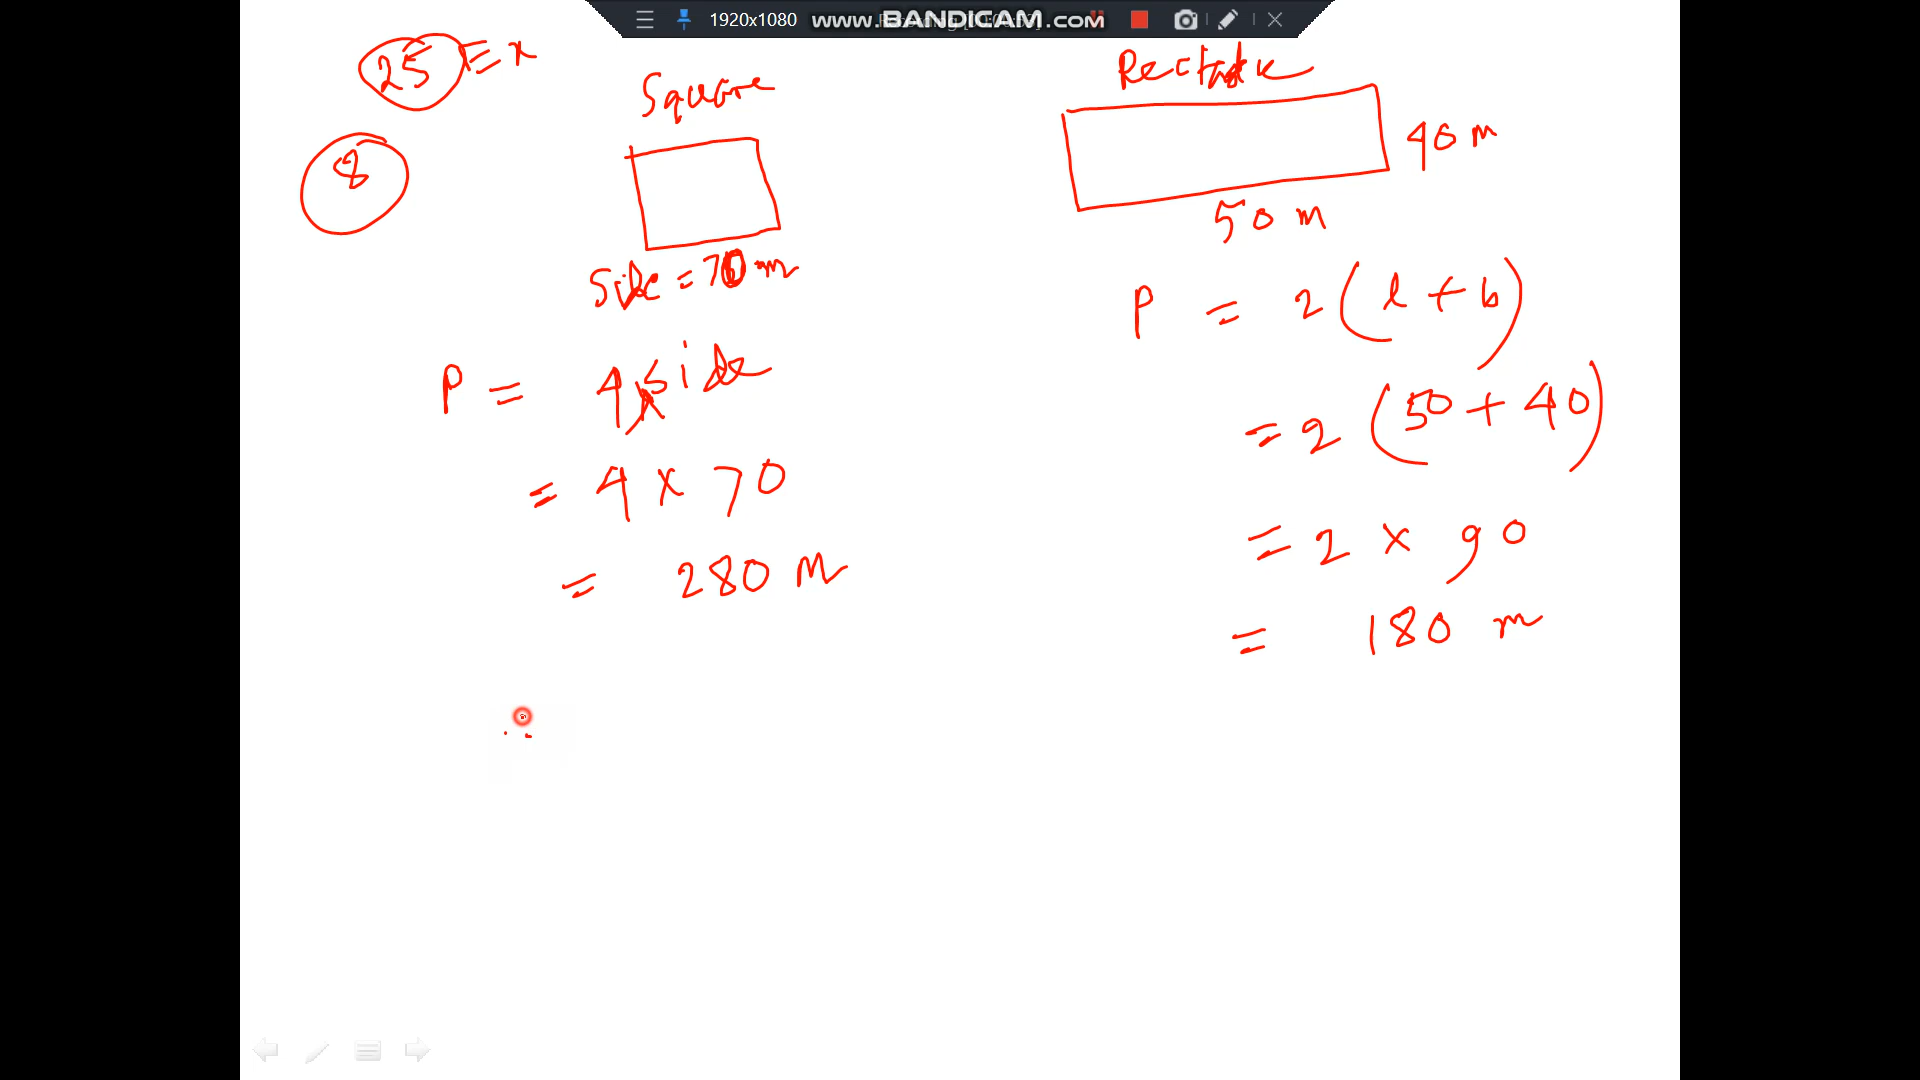 1920x1080 www.BANDICAM.com
25 Ex
8
Square
Side = 70 m
P = 4 x side
= 4 x 70
= 280 m
Rectangle
40 m
50 m
P = 2 (l + b)
= 2 (50 + 40)
= 2 x 90
= 180 m